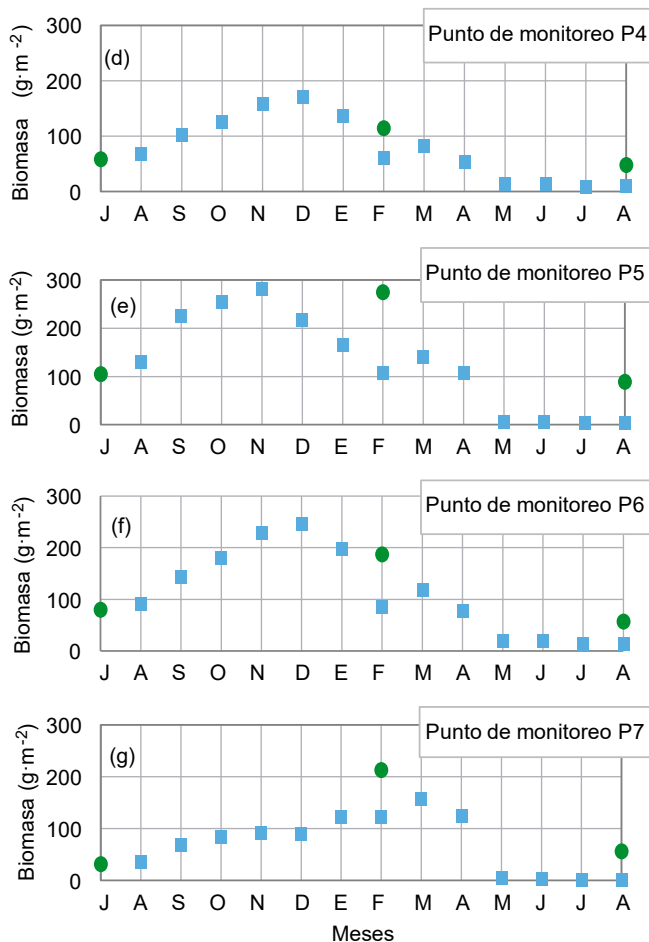 300
Punto de monitoreo P4
(d)
200
100
0
Biomasa (g·m⁻²)
J A S O N D E F M A M J J A
300
Punto de monitoreo P5
(e)
200
100
0
Biomasa (g·m⁻²)
J A S O N D E F M A M J J A
300
Punto de monitoreo P6
(f)
200
100
0
Biomasa (g·m⁻²)
J A S O N D E F M A M J J A
300
Punto de monitoreo P7
(g)
200
100
0
Biomasa (g·m⁻²)
J A S O N D E F M A M J J A
Meses